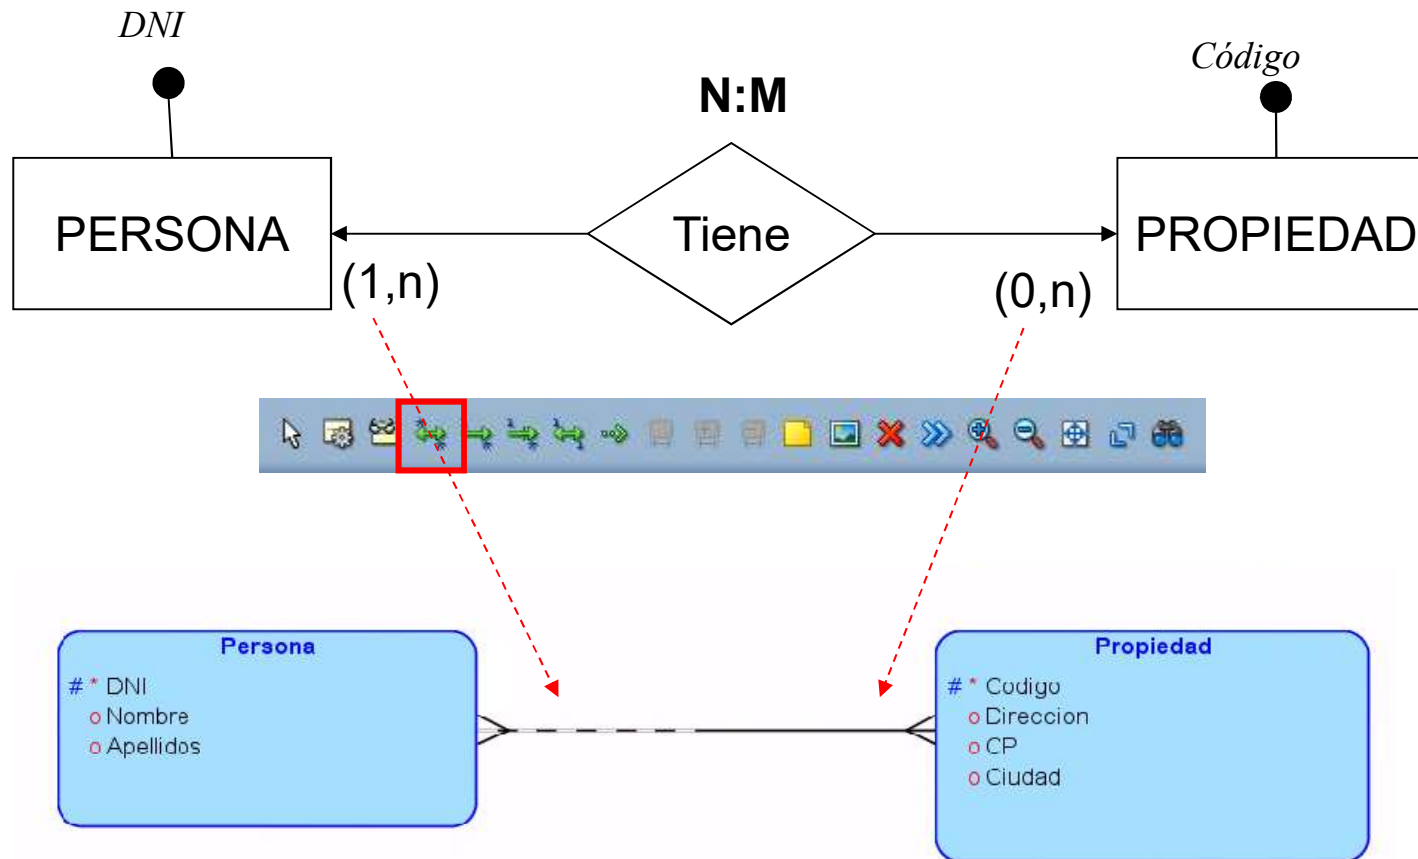 DNI
Código
N:M
PERSONA
Tiene
PROPIEDAD
(1,n)
(0,n)
Persona
# * DNI
o Nombre
o Apellidos
Propiedad
# * Codigo
o Direccion
o CP
o Ciudad